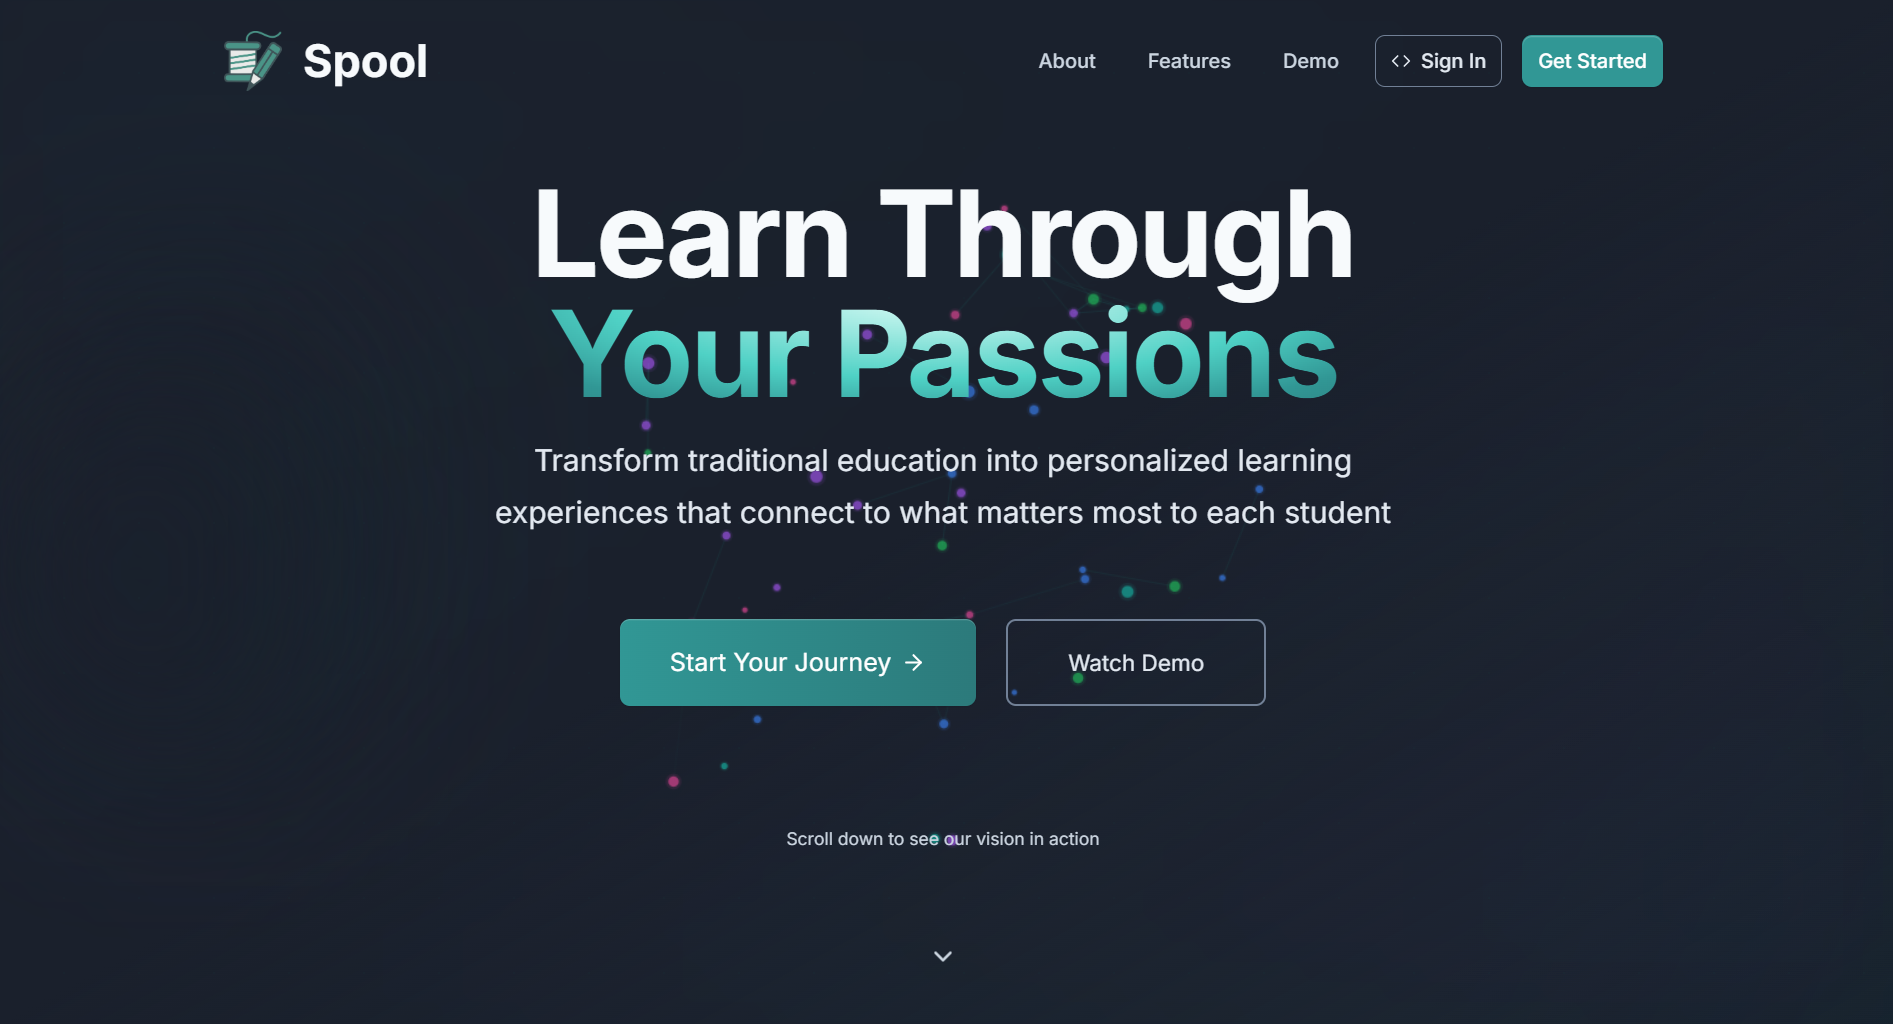 Spool
About
Features
Demo
Sign In
Get Started
Learn Through
Your Passions
Transform traditional education into personalized learning
experiences that connect to what matters most to each student
Start Your Journey →
Watch Demo
Scroll down to see our vision in action